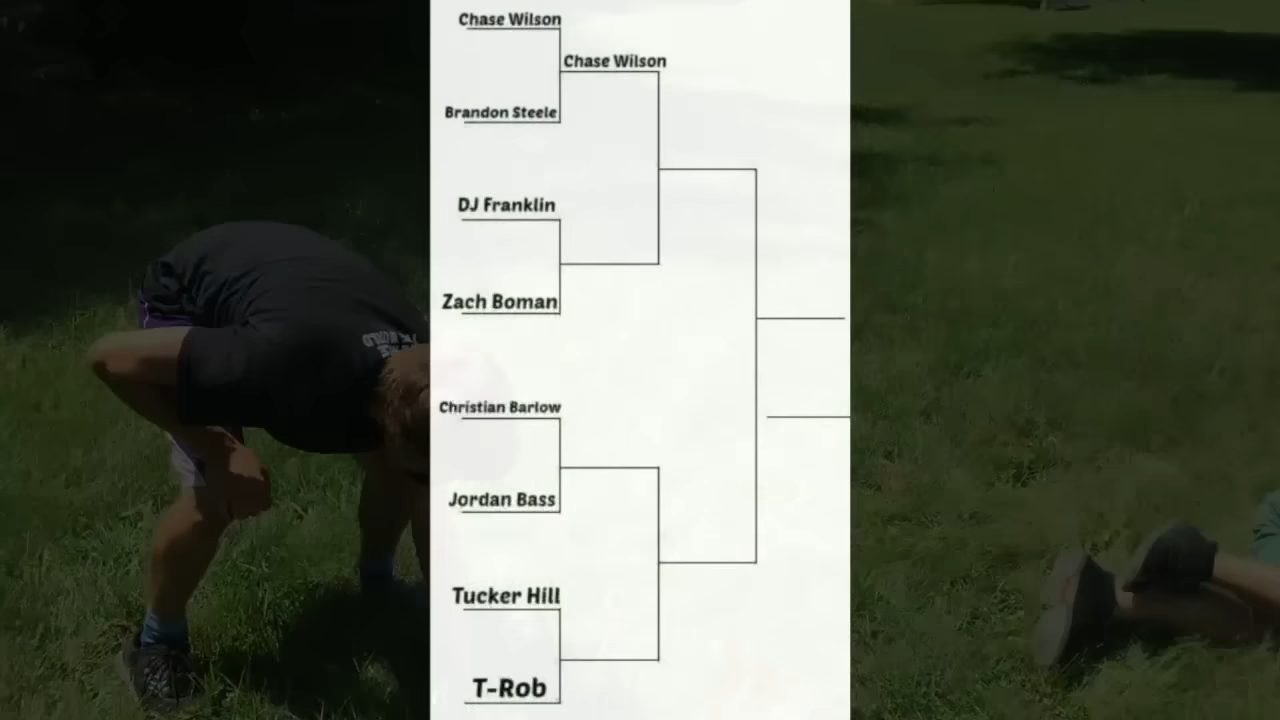 Chase Wilson
Chase Wilson
Brandon Steele
DJ Franklin
Zach Boman
Christian Barlow
Jordan Bass
Tucker Hill
T-Rob